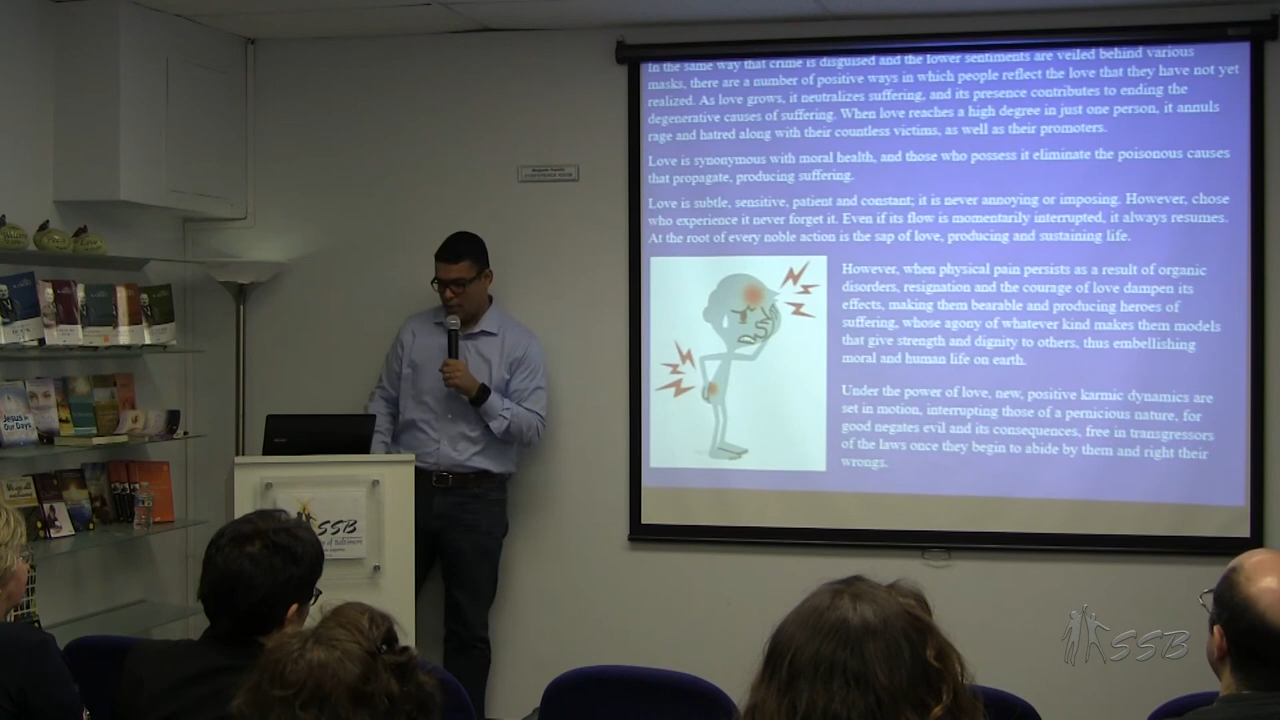 In the same way that crime is disguised and the lower sentiments are veiled behind various
masks, there are a number of positive ways in which people reflect the love that they have not yet
realized. As love grows, it neutralizes suffering, and its presence contributes to ending the
degenerative causes of suffering. When love reaches a high degree in just one person, it annuls
rage and hatred along with their countless victims, as well as their promoters.
Love is synonymous with moral health, and those who possess it eliminate the poisonous causes
that propagate, producing suffering.
Love is subtle, sensitive, patient and constant; it is never annoying or imposing. However, chose
who experience it never forget it. Even if its flow is momentarily interrupted, it always resumes.
At the root of every noble action is the sap of love, producing and sustaining life.
However, when physical pain persists as a result of organic
disorders, resignation and the courage of love dampen its
effects, making them bearable and producing heroes of
suffering, whose agony of whatever kind makes them models
that give strength and dignity to others, thus embellishing
moral and human life on earth.
Under the power of love, new, positive karmic dynamics are
set in motion, interrupting those of a pernicious nature, for
good negates evil and its consequences, free in transgressors
of the laws once they begin to abide by them and right their
wrongs.
Love
Jesus in
Our Days
SSB
of Baltimore
SSB